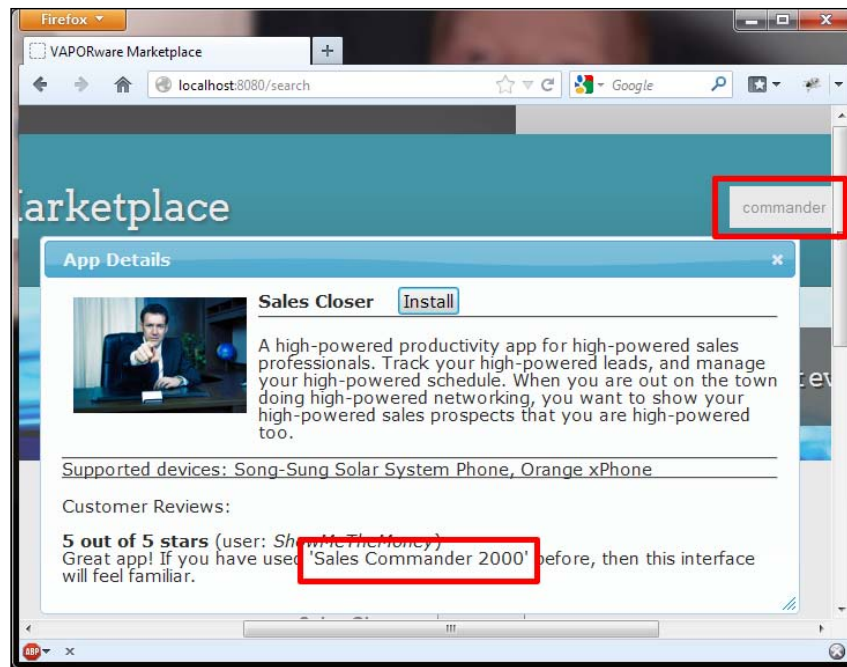 Firefox
VAPORware Marketplace
localhost:8080/search
Google
arketplace
commander
App Details
Sales Closer
Install
A high-powered productivity app for high-powered sales
professionals. Track your high-powered leads, and manage
your high-powered schedule. When you are out on the town
doing high-powered networking, you want to show your
high-powered sales prospects that you are high-powered
too.
Supported devices: Song-Sung Solar System Phone, Orange xPhone
Customer Reviews:
5 out of 5 stars (user: ShowMeTheMoney)
Great app! If you have used 'Sales Commander 2000' before, then this interface
will feel familiar.
ABP